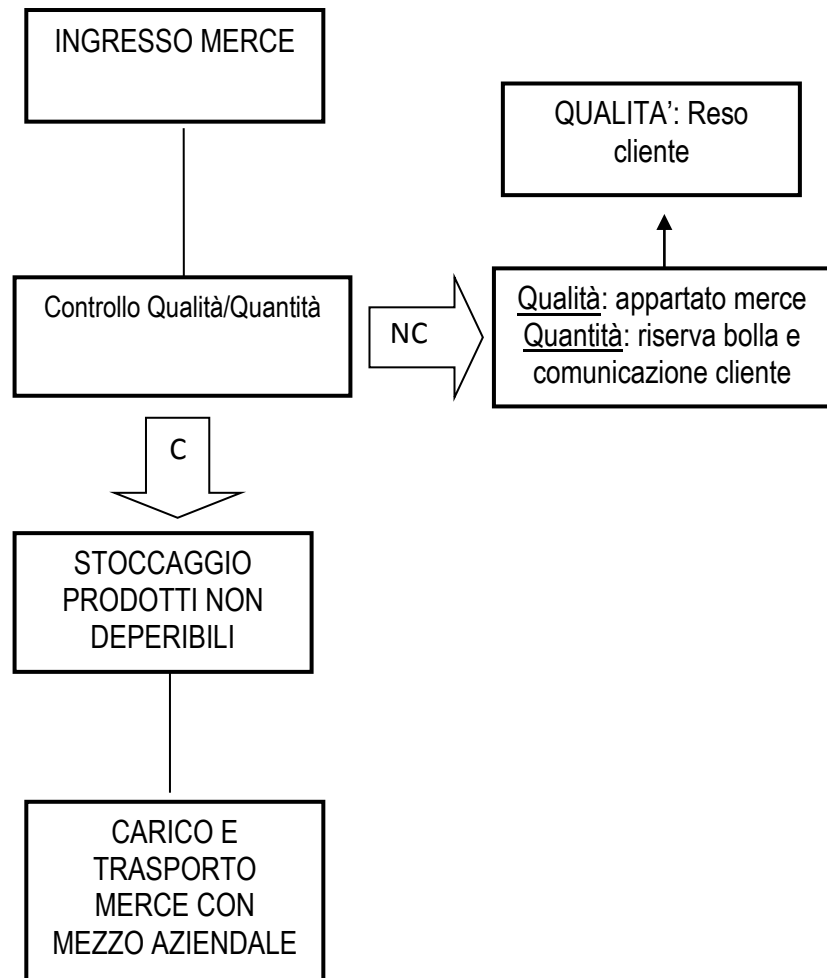 INGRESSO MERCE
QUALITA’: Reso
cliente
Controllo Qualità/Quantità
NC
Qualità: appartato merce
Quantità: riserva bolla e
comunicazione cliente
C
STOCCAGGIO
PRODOTTI NON
DEPERIBILI
CARICO E
TRASPORTO
MERCE CON
MEZZO AZIENDALE